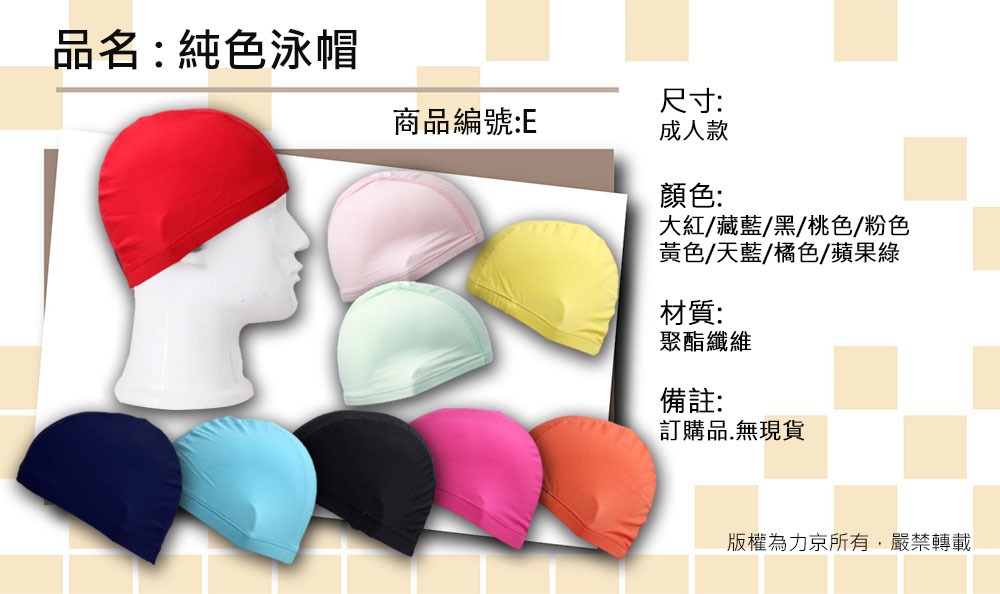 品名 : 純色泳帽
商品編號:E
尺寸:
成人款
顏色:
大紅/藏藍/黑/桃色/粉色
黃色/天藍/橘色/蘋果綠
材質:
聚酯纖維
備註:
訂購品.無現貨
版權為力京所有，嚴禁轉載